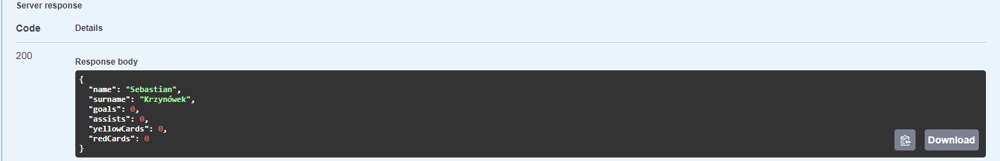 Server response
Code Details
200
Response body
{
  "name": "Sebastian",
  "surname": "Krzynówek",
  "goals": 0,
  "assists": 0,
  "yellowCards": 0,
  "redCards": 0
}
Download